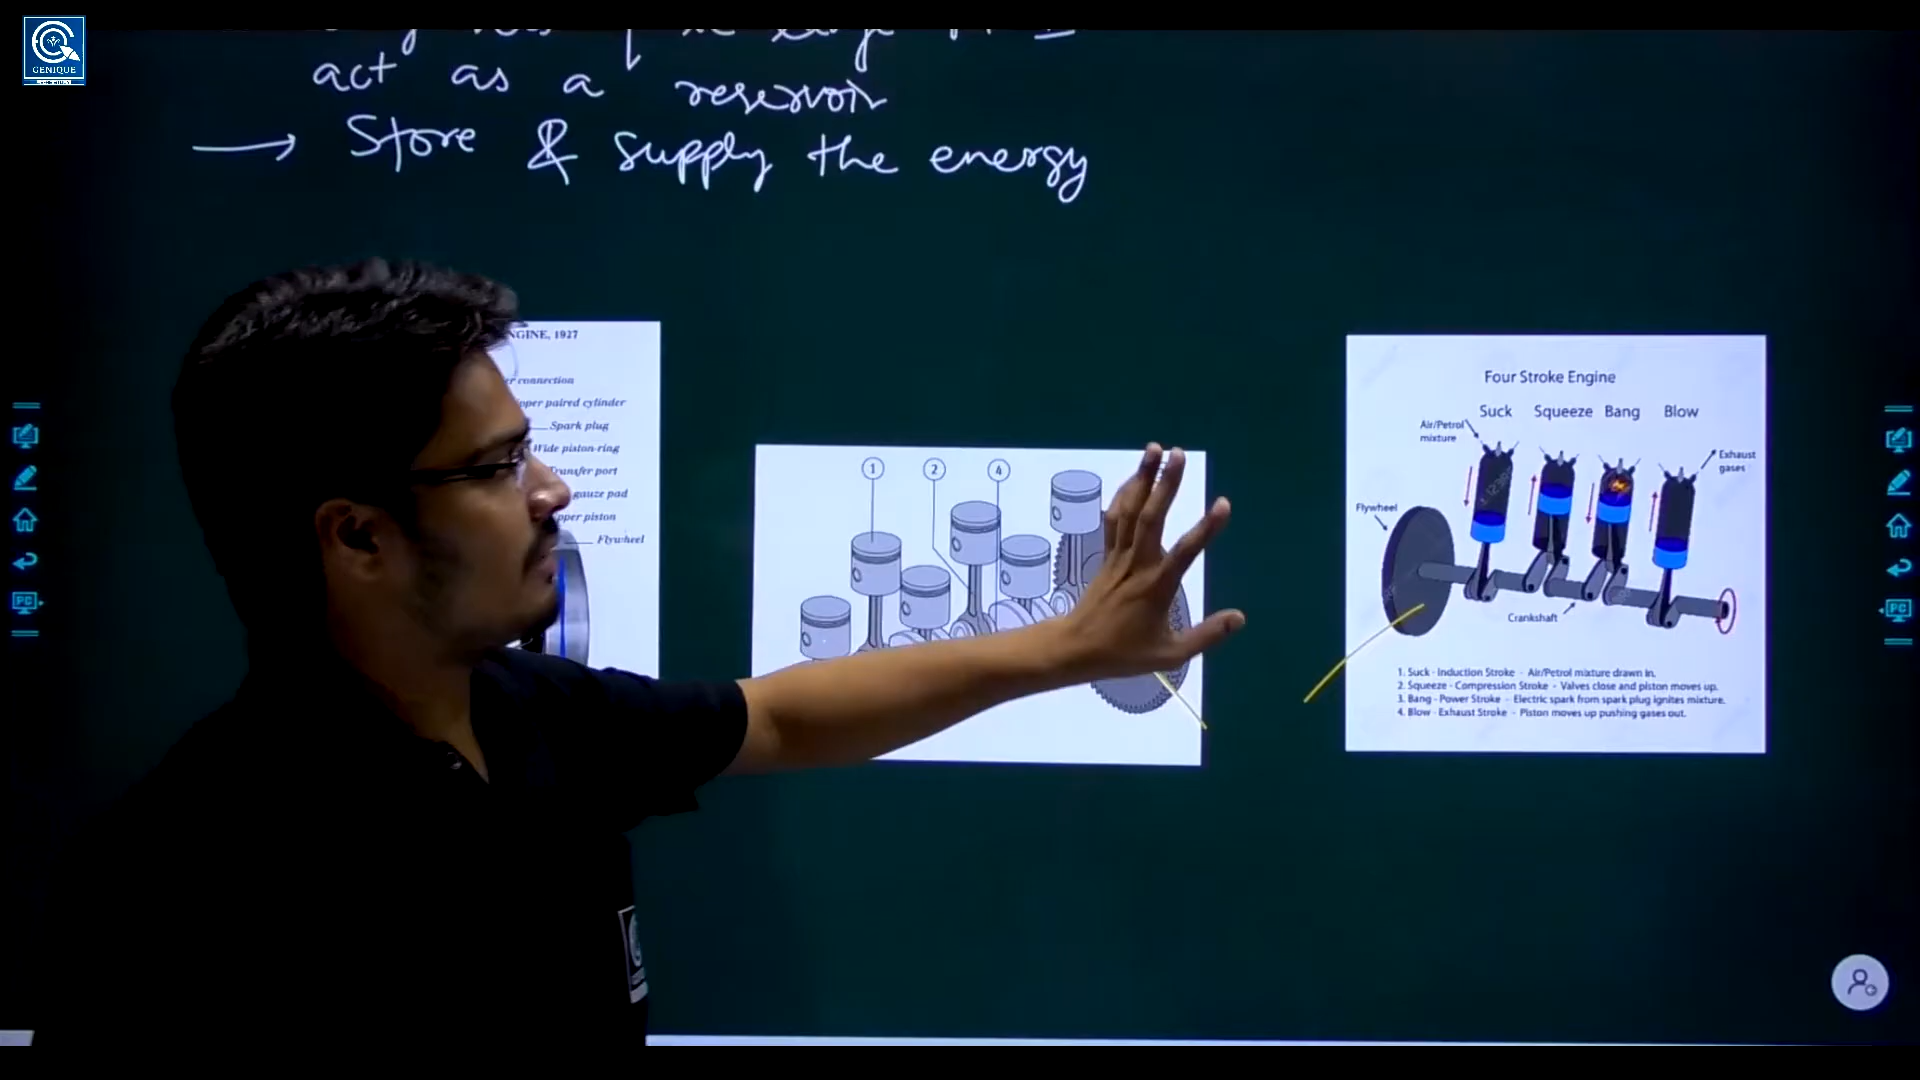 GENIQUE
act as a reservoir
→ Store & supply the energy
NGINE, 1927
connection
pper paired cylinder
Spark plug
Wide piston-ring
Transfer port
gauze pad
pper piston
Flywheel
1 2 4
Four Stroke Engine
Suck Squeeze Bang Blow
Air/Petrol
mixture
Exhaust
gases
Flywheel
Crankshaft
1. Suck - Induction Stroke - Air/Petrol mixture drawn in.
2. Squeeze - Compression Stroke - Valves close and piston moves up.
3. Bang - Power Stroke - Electric spark from spark plug ignites mixture.
4. Blow - Exhaust Stroke - Piston moves up pushing gases out.
PC
PC